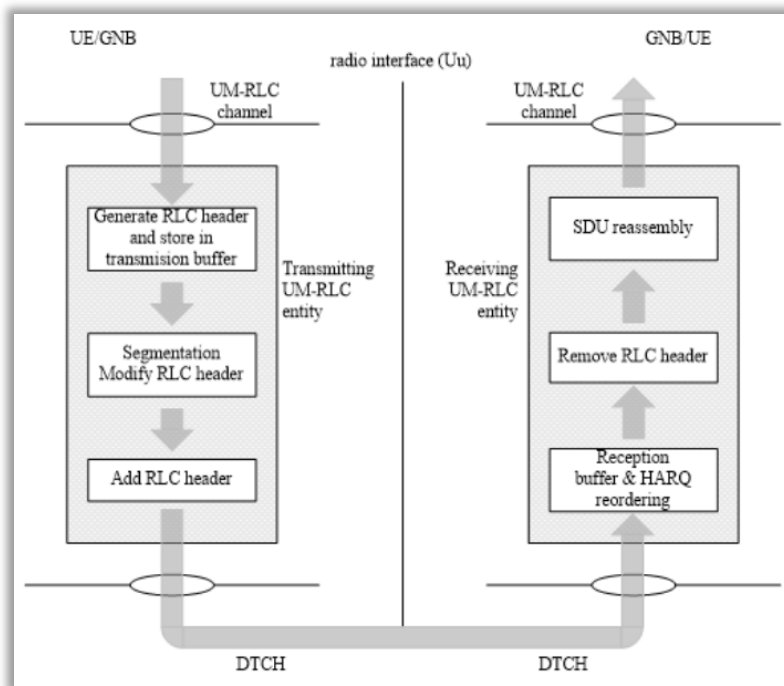 UE/GNB
GNB/UE
radio interface (Uu)
UM-RLC
channel
UM-RLC
channel
Generate RLC header
and store in
transmision buffer
Transmitting
UM-RLC
entity
Segmentation
Modify RLC header
Add RLC header
Receiving
UM-RLC
entity
SDU reassembly
Remove RLC header
Reception
buffer & HARQ
reordering
DTCH
DTCH